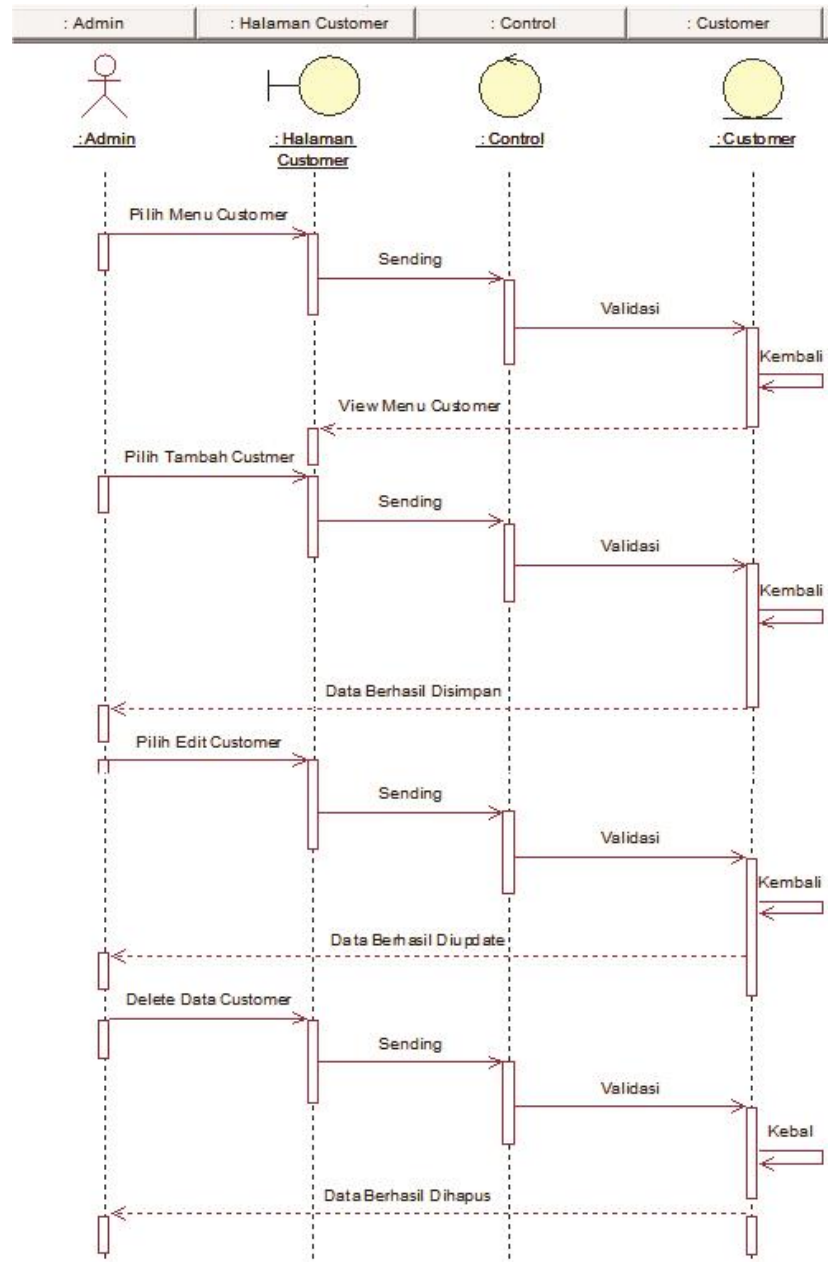 : Admin
: Halaman Customer
: Control
: Customer
: Admin
: Halaman
Customer
: Control
: Customer
Pilih Menu Customer
Sending
Validasi
Kembali
View Menu Customer
Pilih Tambah Custmer
Sending
Validasi
Kembali
Data Berhasil Disimpan
Pilih Edit Customer
Sending
Validasi
Kembali
Data Berhasil Diupdate
Delete Data Customer
Sending
Validasi
Kebal
Data Berhasil Dihapus